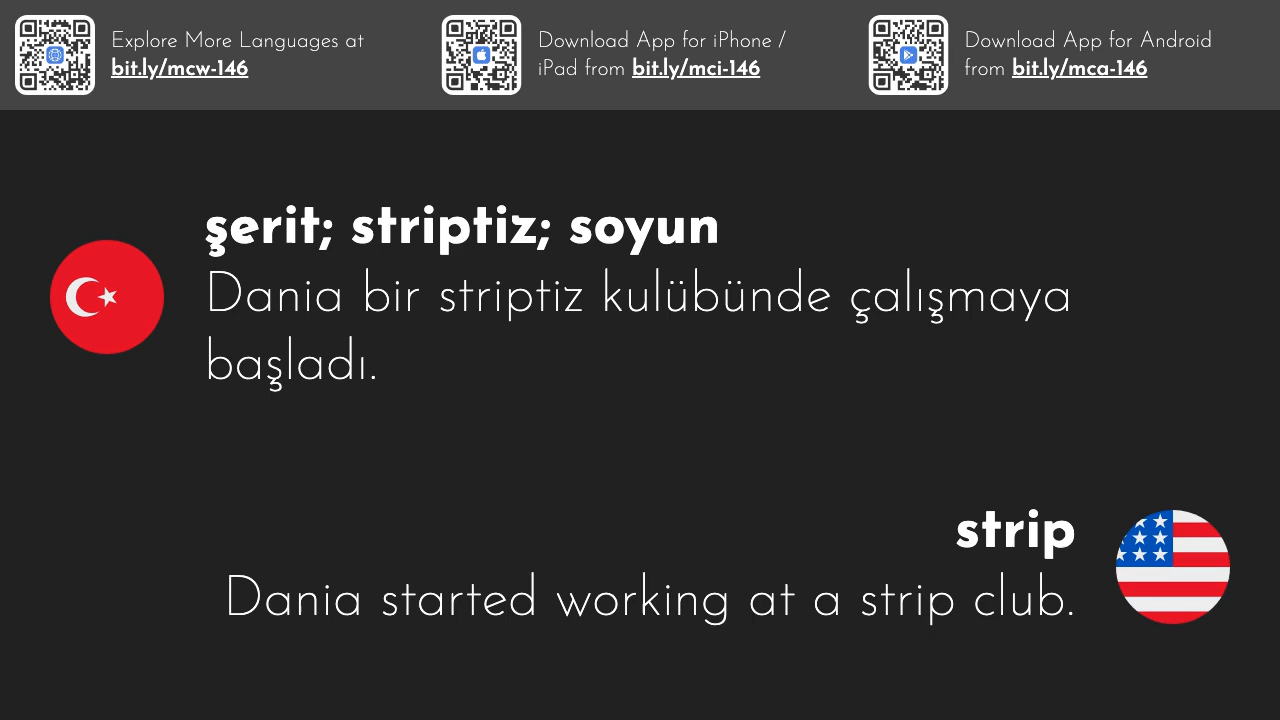 Explore More Languages at
bit.ly/mcw-146
Download App for iPhone /
iPad from bit.ly/mci-146
Download App for Android
from bit.ly/mca-146
şerit; striptiz; soyun
Dania bir striptiz kulübünde çalışmaya
başladı.
strip
Dania started working at a strip club.